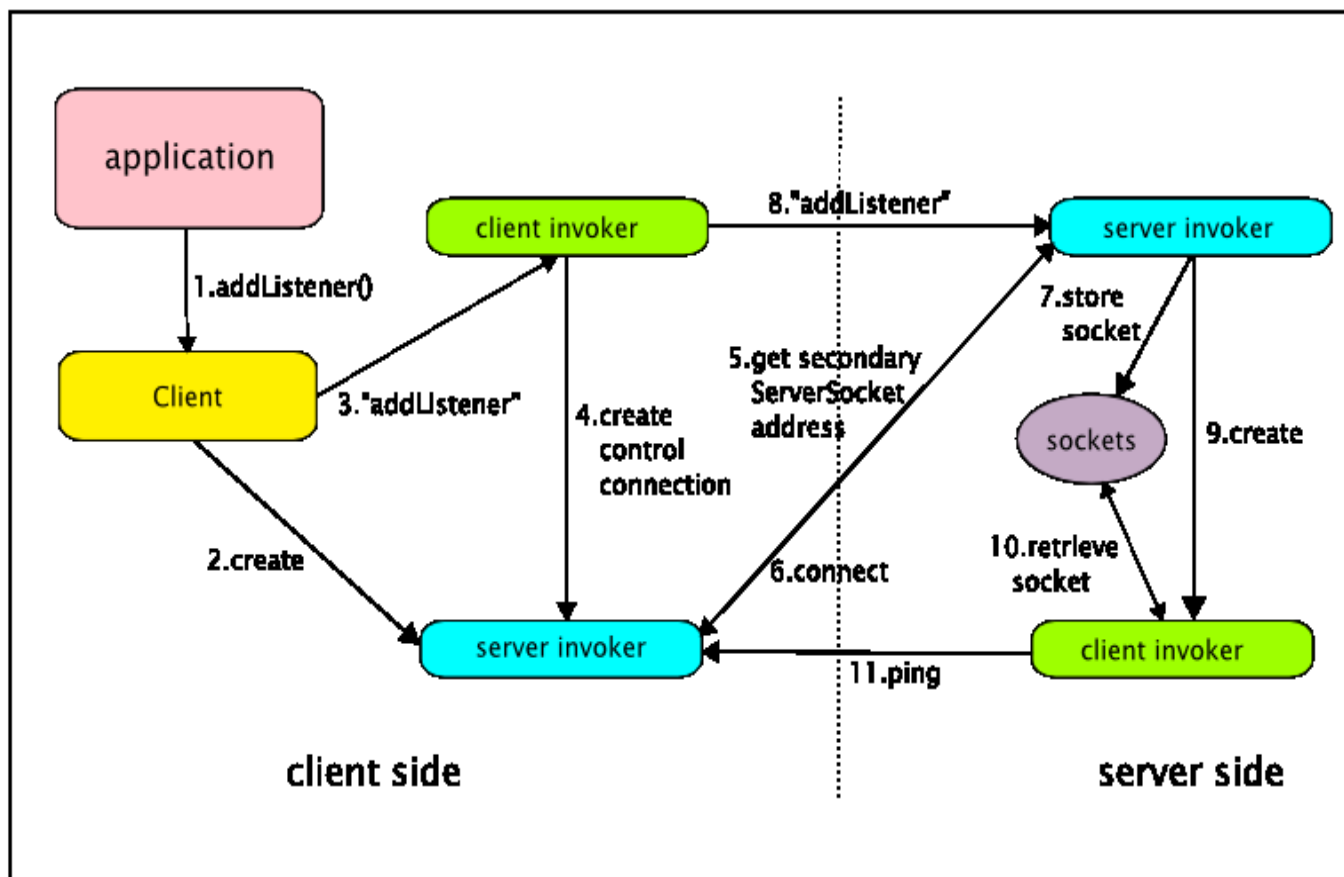 application
client invoker
8."addListener"
server invoker
1.addListener()
7.store
socket
Client
3."addListener"
5.get secondary
ServerSocket
address
4.create
control
connection
sockets
9.create
2.create
6.connect
10.retrieve
socket
server invoker
client invoker
11.ping
client side
server side